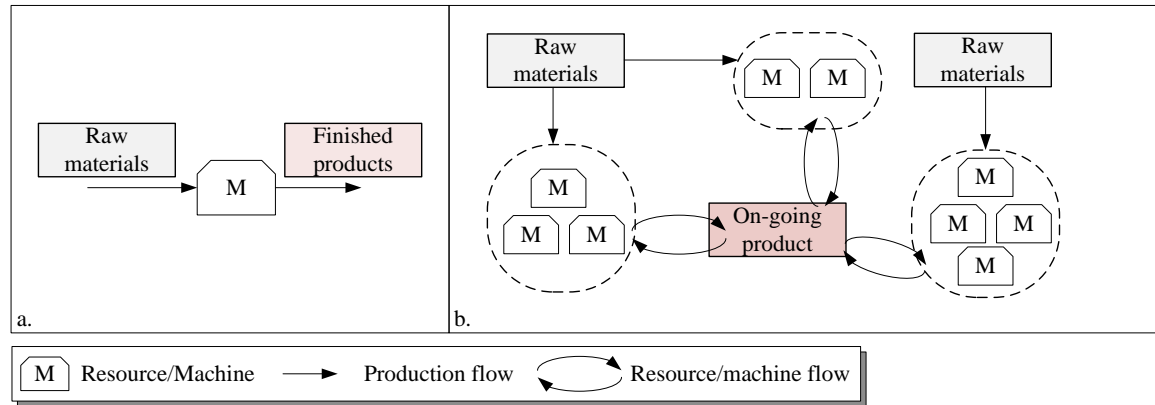 Raw
materials
M
Finished
products
a.
Raw
materials
M M
Raw
materials
M
M M
On-going
product
M
M M
M
b.
M Resource/Machine Production flow Resource/machine flow